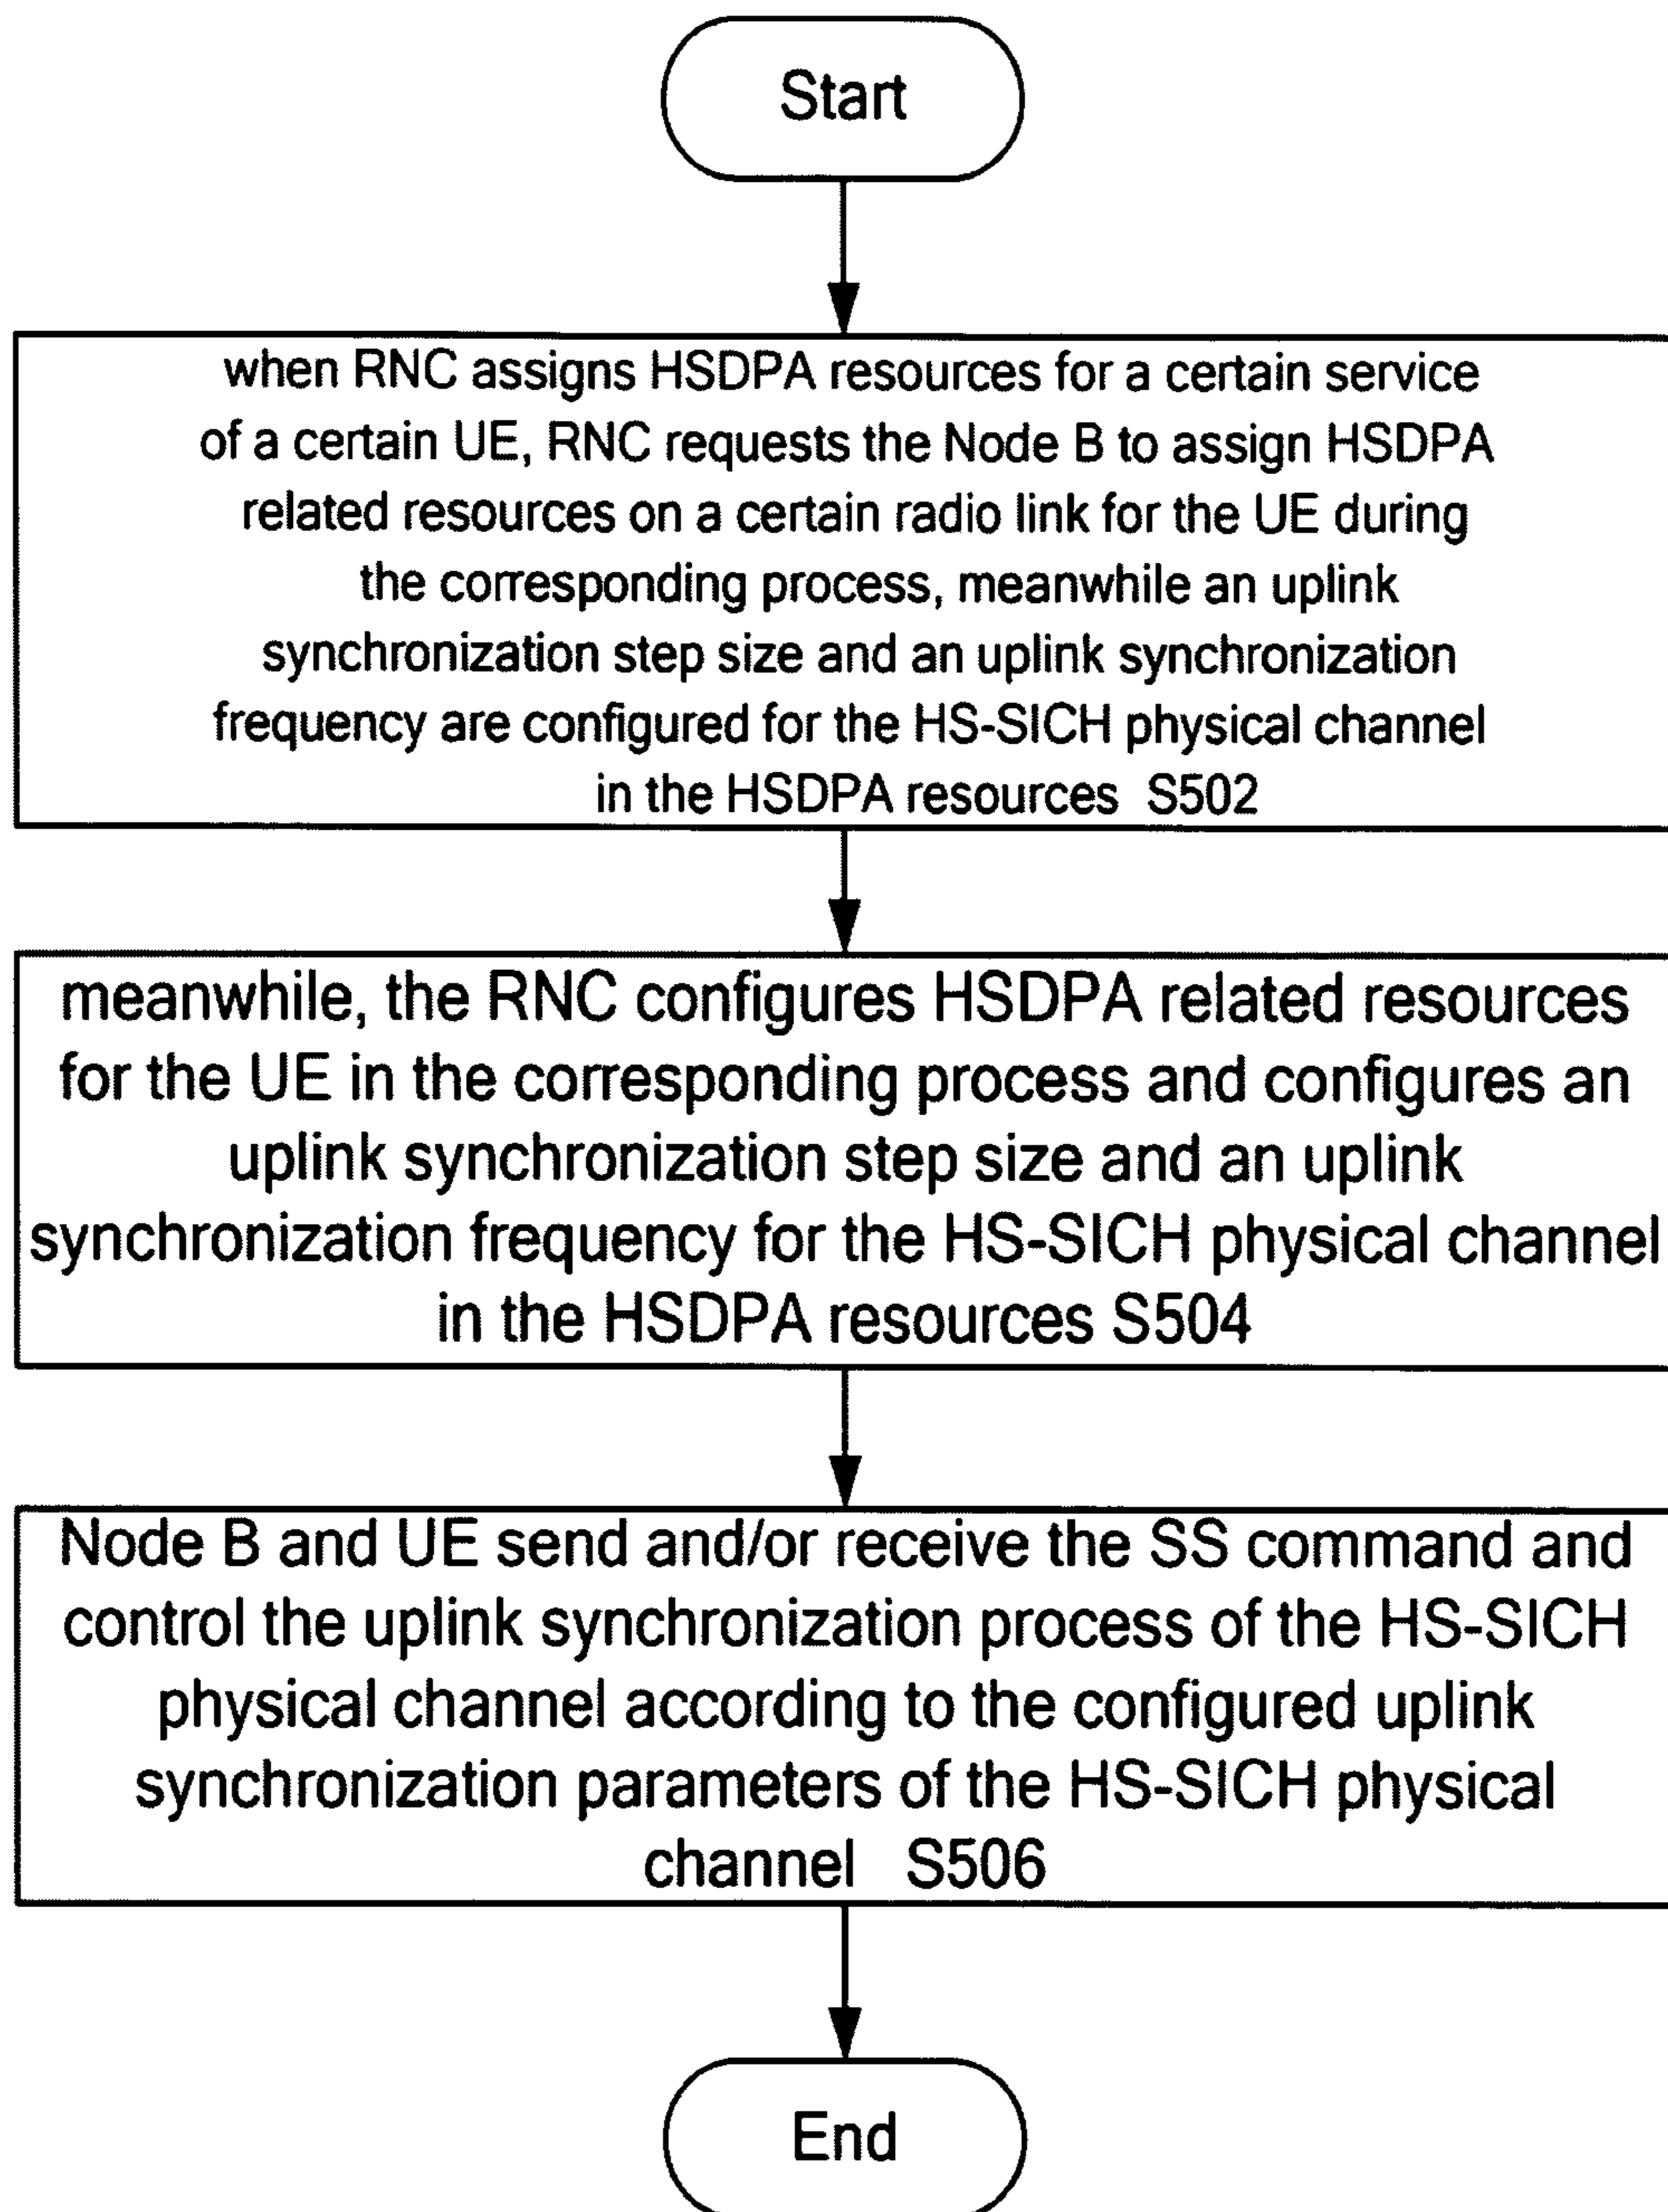 Start
when RNC assigns HSDPA resources for a certain service
of a certain UE, RNC requests the Node B to assign HSDPA
related resources on a certain radio link for the UE during
the corresponding process, meanwhile an uplink
synchronization step size and an uplink synchronization
frequency are configured for the HS-SICH physical channel
in the HSDPA resources S502
meanwhile, the RNC configures HSDPA related resources
for the UE in the corresponding process and configures an
uplink synchronization step size and an uplink
synchronization frequency for the HS-SICH physical channel
in the HSDPA resources S504
Node B and UE send and/or receive the SS command and
control the uplink synchronization process of the HS-SICH
physical channel according to the configured uplink
synchronization parameters of the HS-SICH physical
channel S506
End